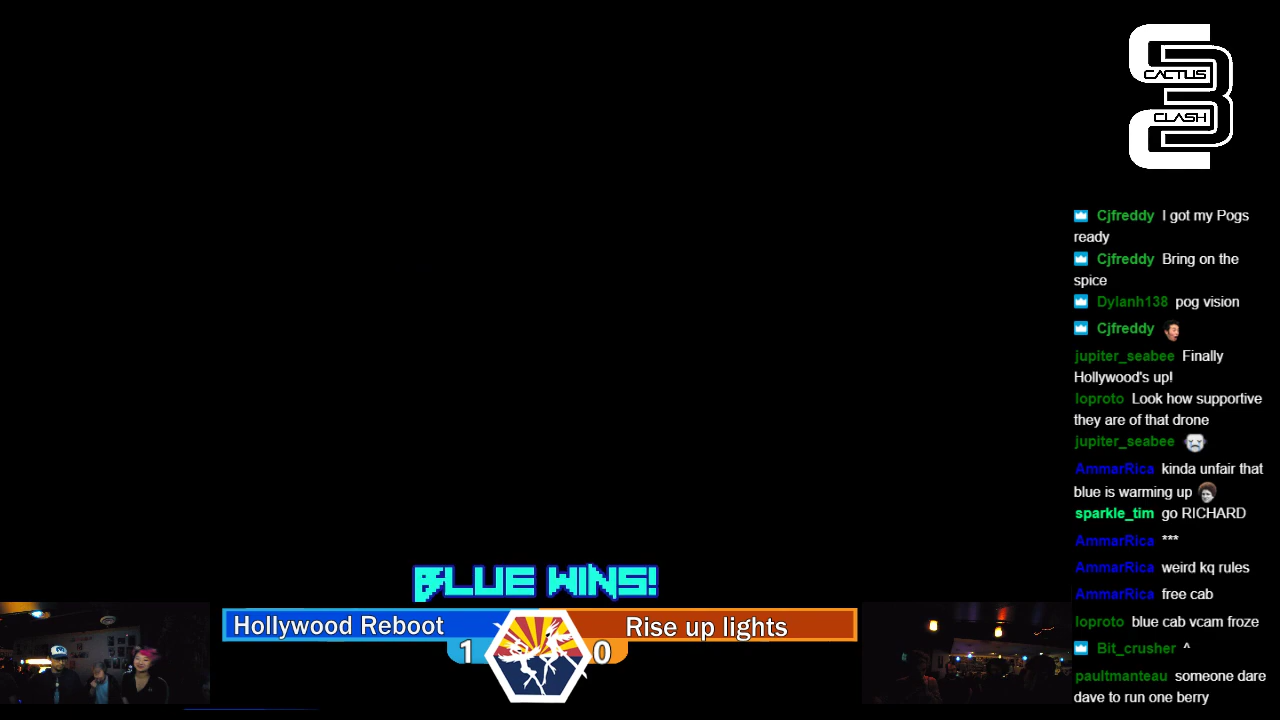 CACTUS
CLASH
Cjfreddy I got my Pogs
ready
Cjfreddy Bring on the
spice
Dylanh138 pog vision
Cjfreddy
jupiter_seabee Finally
Hollywood's up!
loproto Look how supportive
they are of that drone
jupiter_seabee
AmmarRica kinda unfair that
blue is warming up
sparkle_tim go RICHARD
AmmarRica ***
AmmarRica weird kq rules
AmmarRica free cab
loproto blue cab vcam froze
Bit_crusher ^
paultmanteau someone dare
dave to run one berry
BLUE WINS!
Hollywood Reboot
Rise up lights
1
0